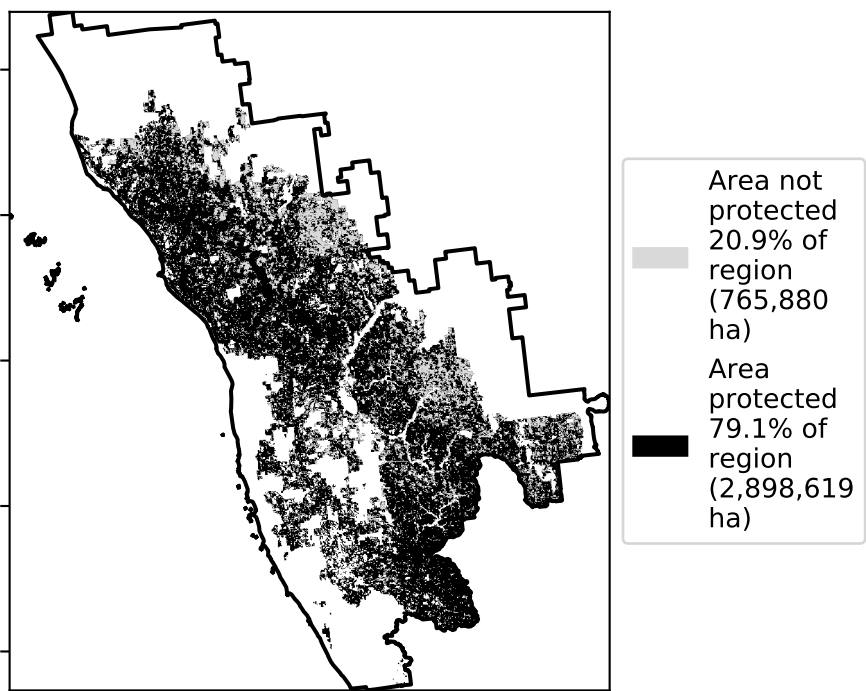 Area not
protected
20.9% of
region
(765,880
ha)
Area
protected
79.1% of
region
(2,898,619
ha)